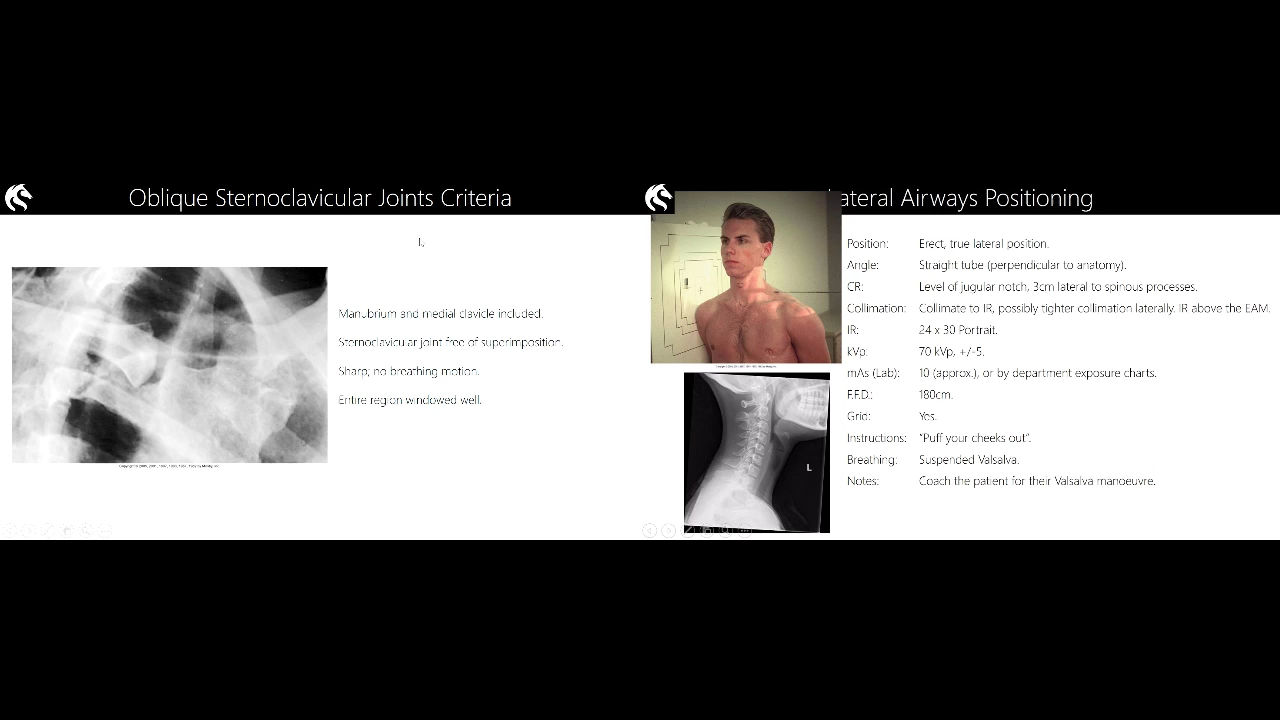 Oblique Sternoclavicular Joints Criteria
Manubrium and medial clavicle included.
Sternoclavicular joint free of superimposition.
Sharp; no breathing motion.
Entire region windowed well.
Lateral Airways Positioning
Position: Erect, true lateral position.
Angle: Straight tube (perpendicular to anatomy).
CR: Level of jugular notch, 3cm lateral to spinous processes.
Collimation: Collimate to IR, possibly tighter collimation laterally. IR above the EAM.
IR: 24 x 30 Portrait.
kVp: 70 kVp, +/-5.
mAs (Lab): 10 (approx.), or by department exposure charts.
F.F.D: 180cm.
Grid: Yes.
Instructions: “Puff your cheeks out”.
Breathing: Suspended Valsalva.
Notes: Coach the patient for their Valsalva manoeuvre.
L